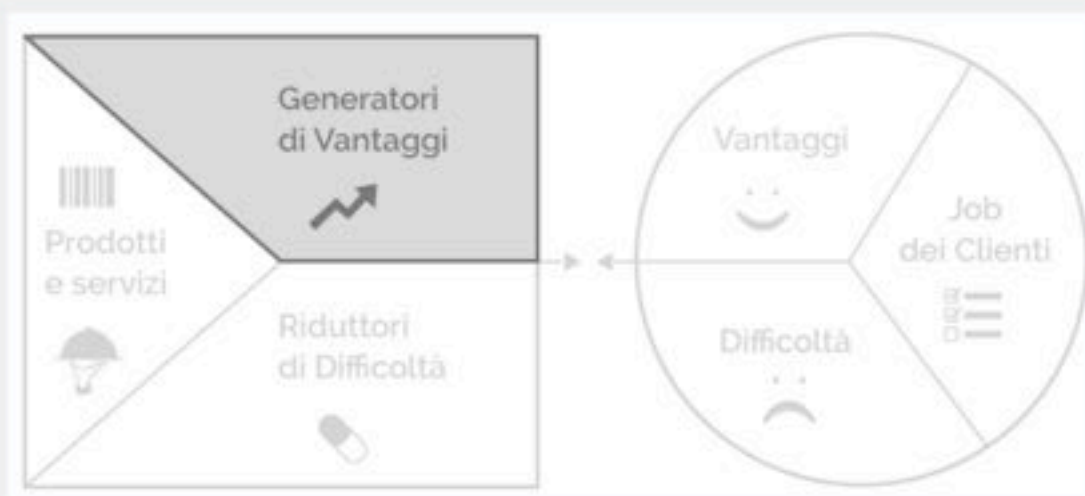 Generatori
di Vantaggi
Prodotti
e servizi
Riduttori
di Difficoltà
Vantaggi
Job
dei Clienti
Difficoltà